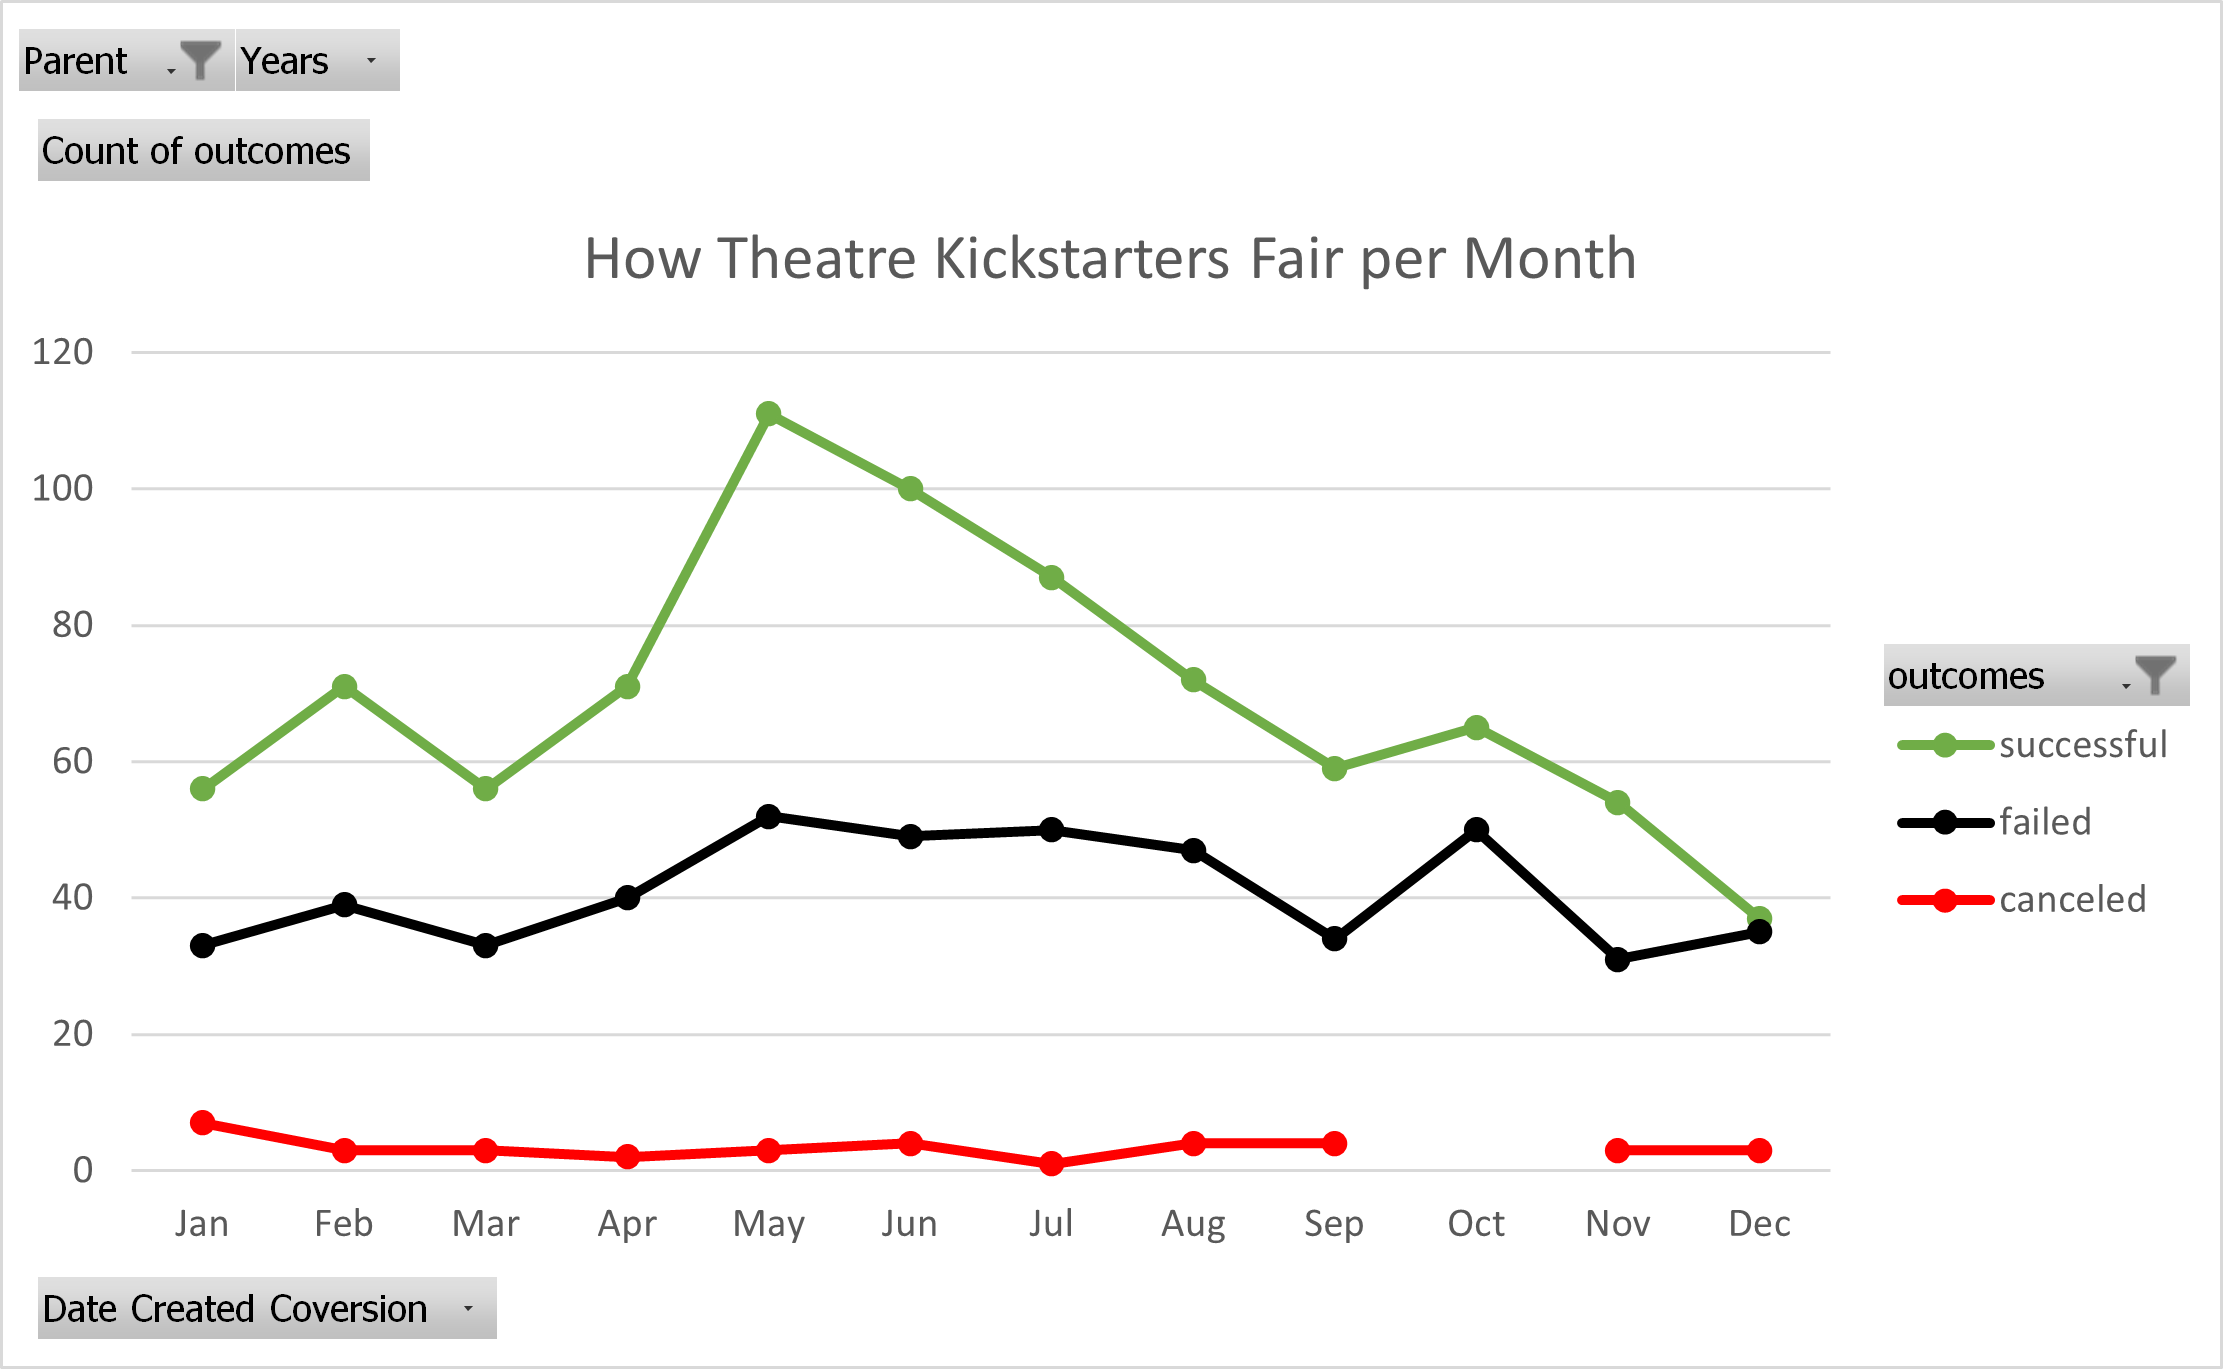 Parent Years
Count of outcomes
How Theatre Kickstarters Fair per Month
120
100
80
60
40
20
0
Jan Feb Mar Apr May Jun Jul Aug Sep Oct Nov Dec
outcomes
successful
failed
canceled
Date Created Coversion